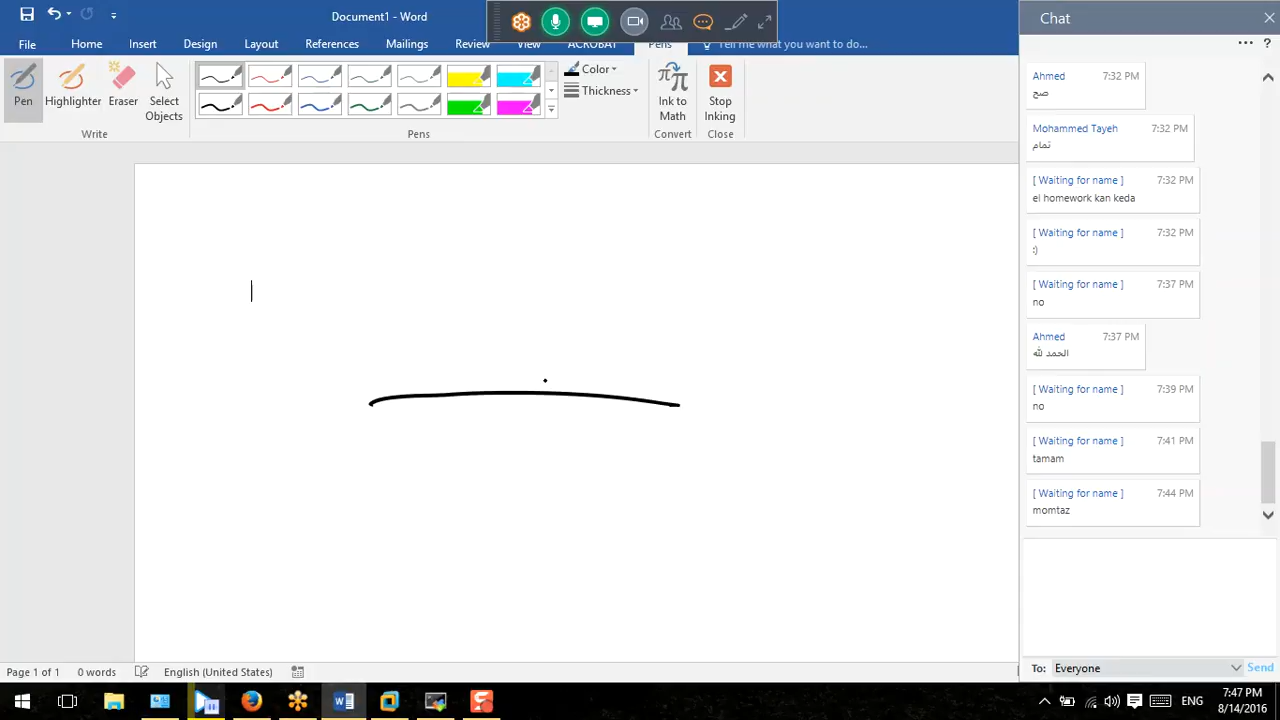 Document1 - Word
File
Home
Insert
Design
Layout
References
Mailings
Review
View
ACROBAT
Pens
Tell me what you want to do...
Pen
Highlighter
Eraser
Select
Objects
Write
Pens
Color
Thickness
Ink to
Math
Convert
Stop
Inking
Close
Chat
?
Ahmed 7:32 PM
صح
Mohammed Tayeh 7:32 PM
تمام
[ Waiting for name ] 7:32 PM
el homework kan keda
[ Waiting for name ] 7:32 PM
:)
[ Waiting for name ] 7:37 PM
no
Ahmed 7:37 PM
الحمد لله
[ Waiting for name ] 7:39 PM
no
[ Waiting for name ] 7:41 PM
tamam
[ Waiting for name ] 7:44 PM
momtaz
To: Everyone Send
Page 1 of 1 0 words English (United States)
ENG
7:47 PM
8/14/2016